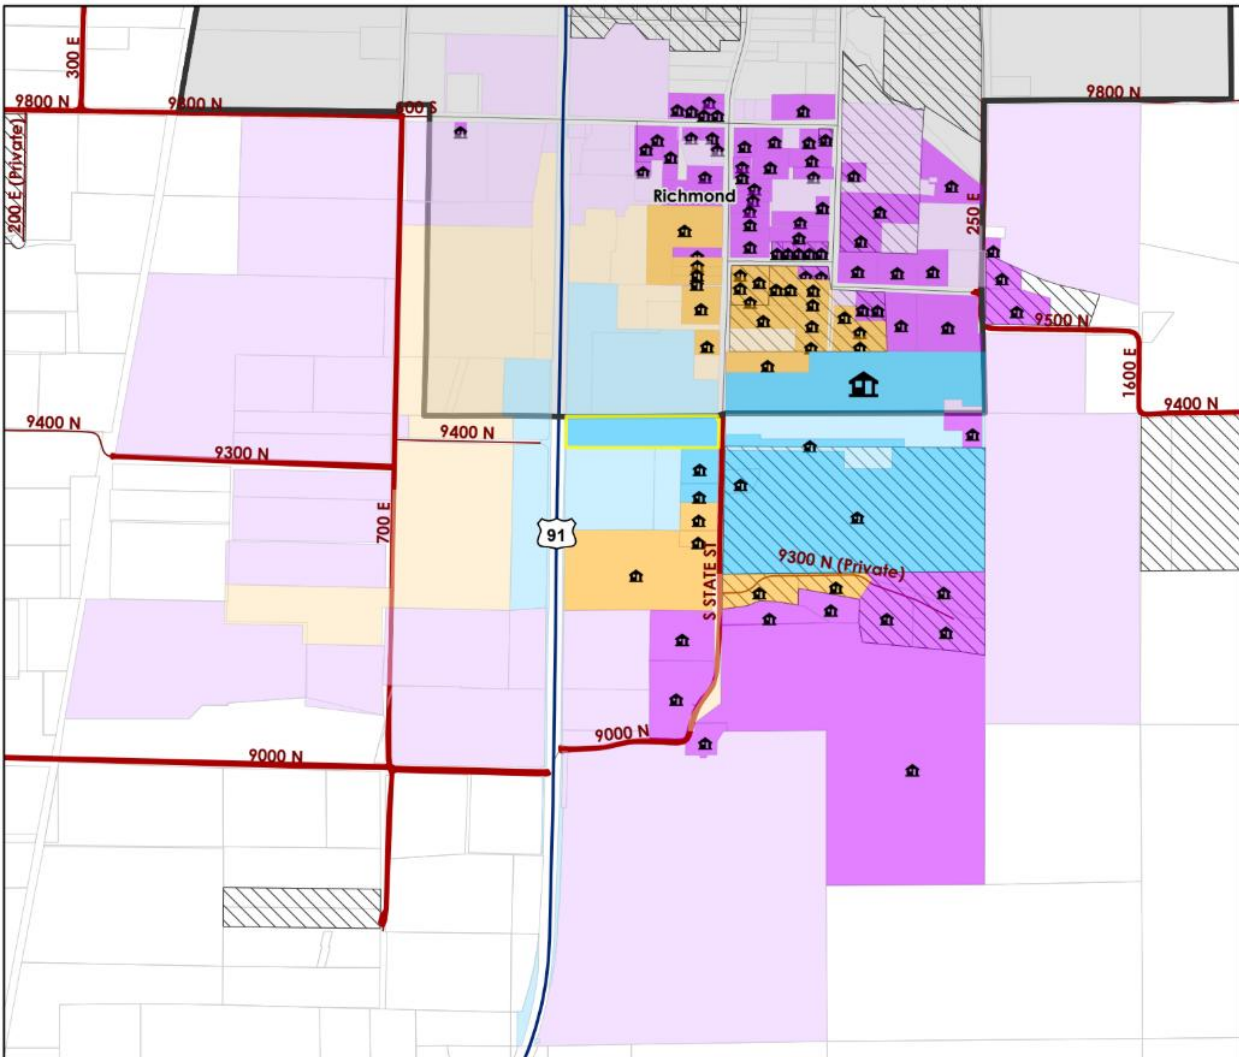 300 E
9800 N
9800 N
800 S
9800 N
200 E (Private)
Richmond
250 E
9500 N
1600 E
9400 N
9400 N
9400 N
9300 N
700 E
91
S STATE ST
9300 N (Private)
9000 N
9000 N